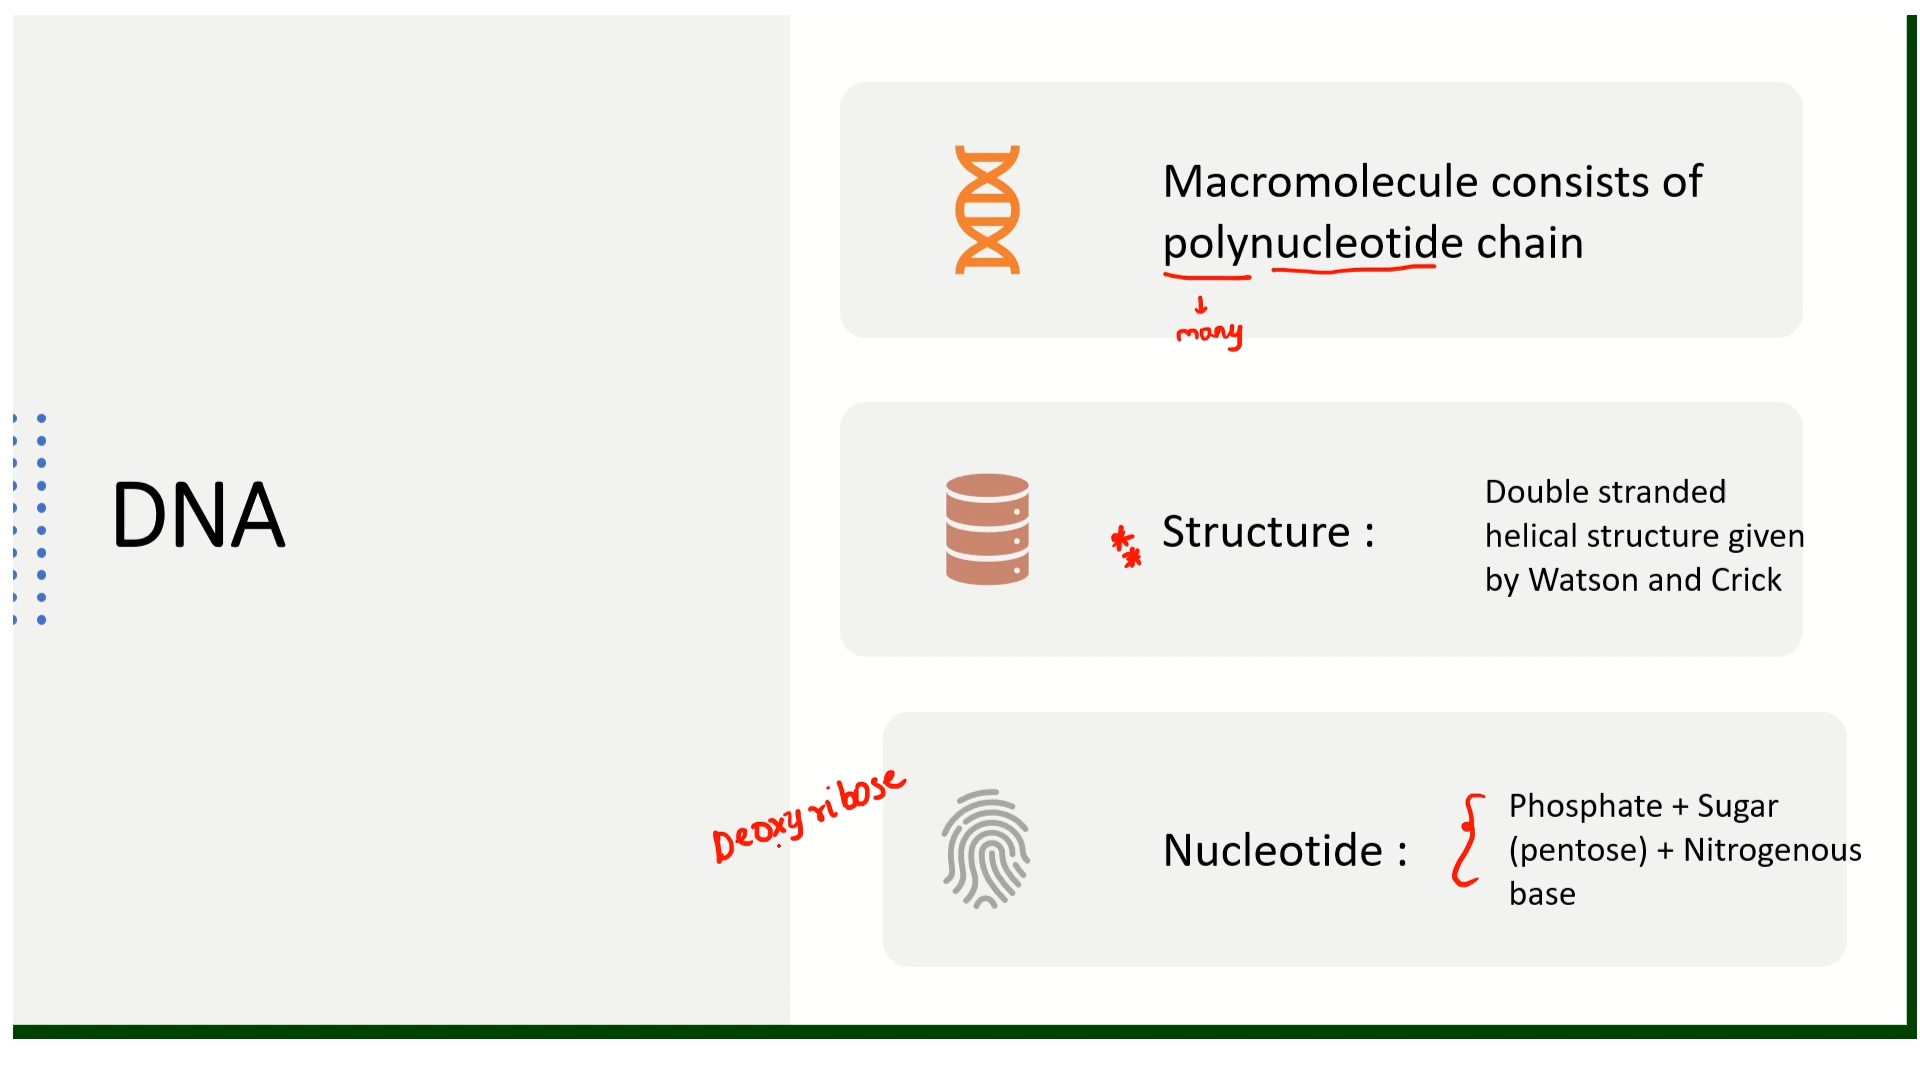 DNA
Macromolecule consists of
polynucleotide chain
↓
many
** Structure :
Double stranded
helical structure given
by Watson and Crick
Deoxyribose
Nucleotide :
Phosphate + Sugar
(pentose) + Nitrogenous
base